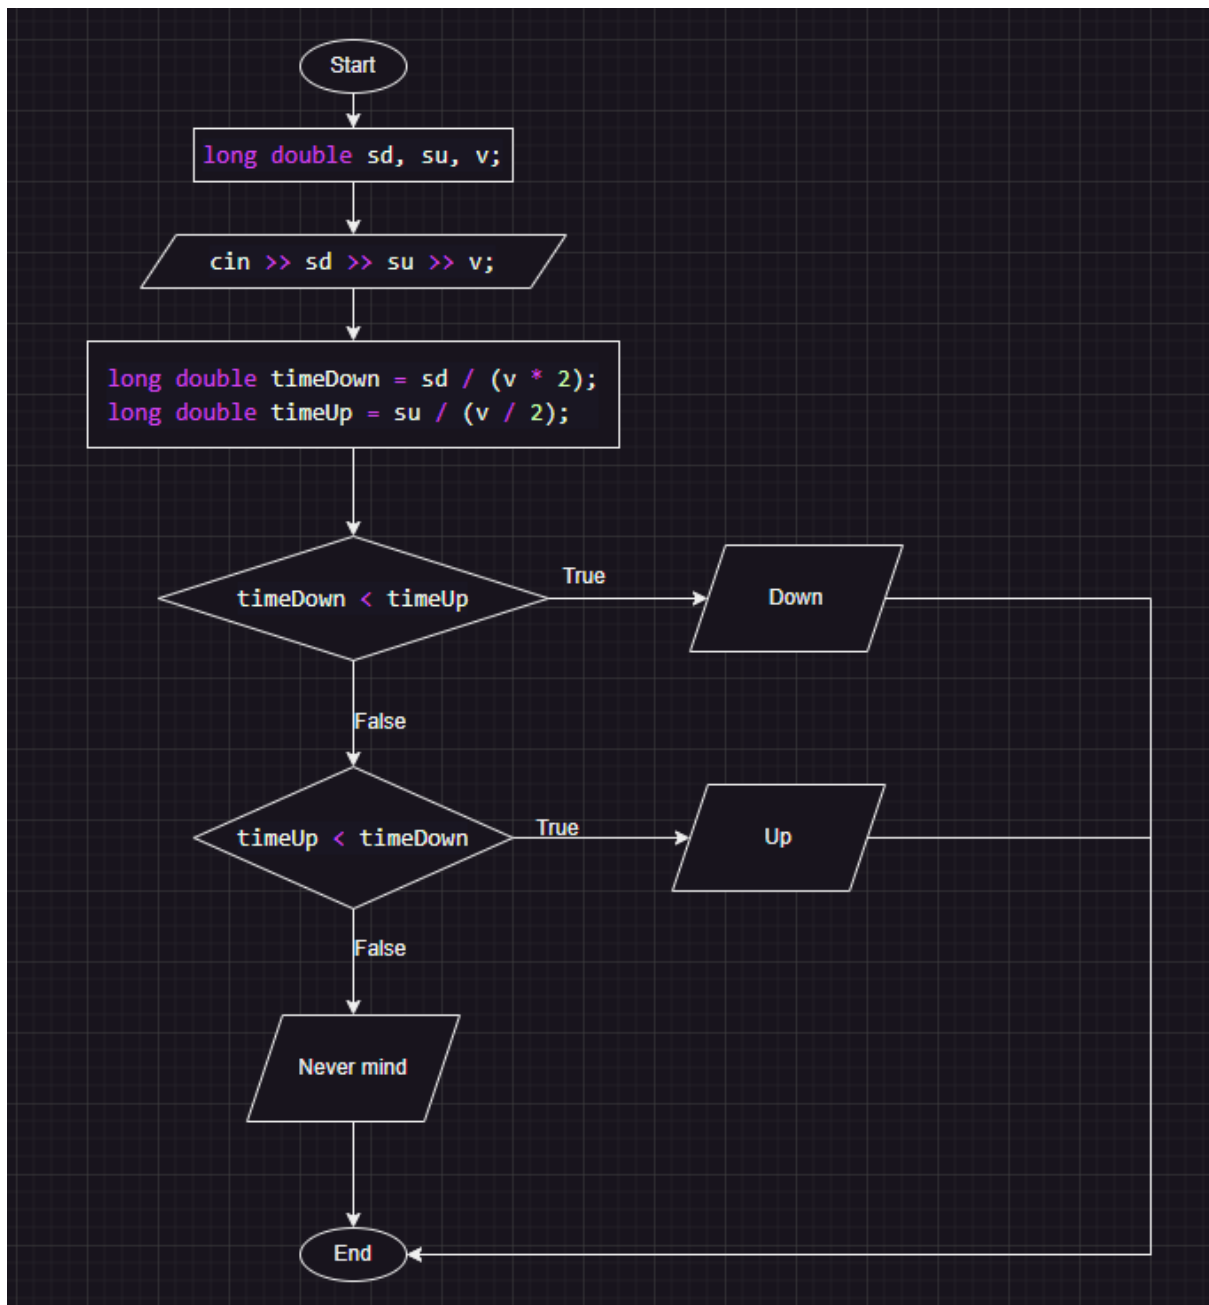 Start
long double sd, su, v;
cin >> sd >> su >> v;
long double timeDown = sd / (v * 2);
long double timeUp = su / (v / 2);
timeDown < timeUp
True
Down
False
timeUp < timeDown
True
Up
False
Never mind
End